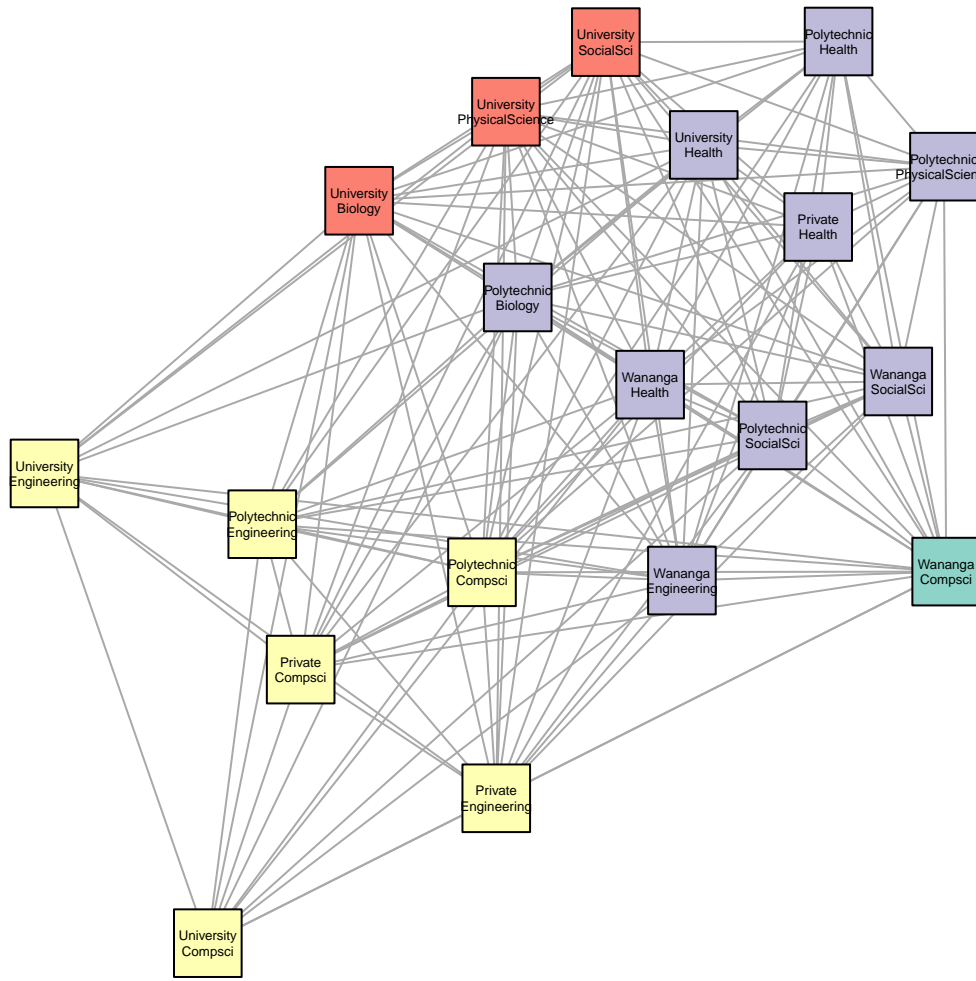 University
SocialSci
Polytechnic
Health
University
PhysicalScience
University
Health
Polytechnic
PhysicalScienc
University
Biology
Private
Health
Polytechnic
Biology
Wananga
Health
Wananga
SocialSci
Polytechnic
SocialSci
University
Engineering
Polytechnic
Engineering
Polytechnic
Compsci
Wananga
Engineering
Wananga
Compsci
Private
Compsci
Private
Engineering
University
Compsci